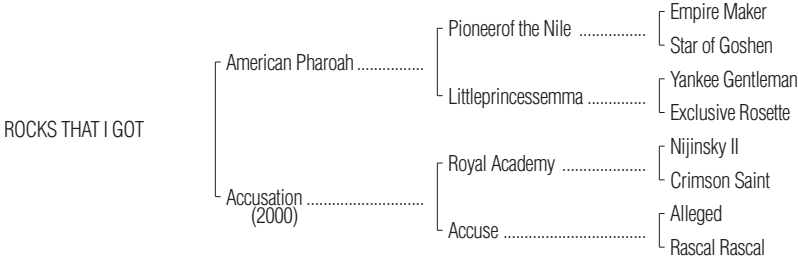 Empire Maker
Pioneerof the Nile ................
Star of Goshen
American Pharoah ................
Yankee Gentleman
Littleprincessemma ..............
Exclusive Rosette
ROCKS THAT I GOT
Nijinsky II
Royal Academy ....................
Crimson Saint
Accusation ............................
(2000)
Alleged
Accuse ..................................
Rascal Rascal